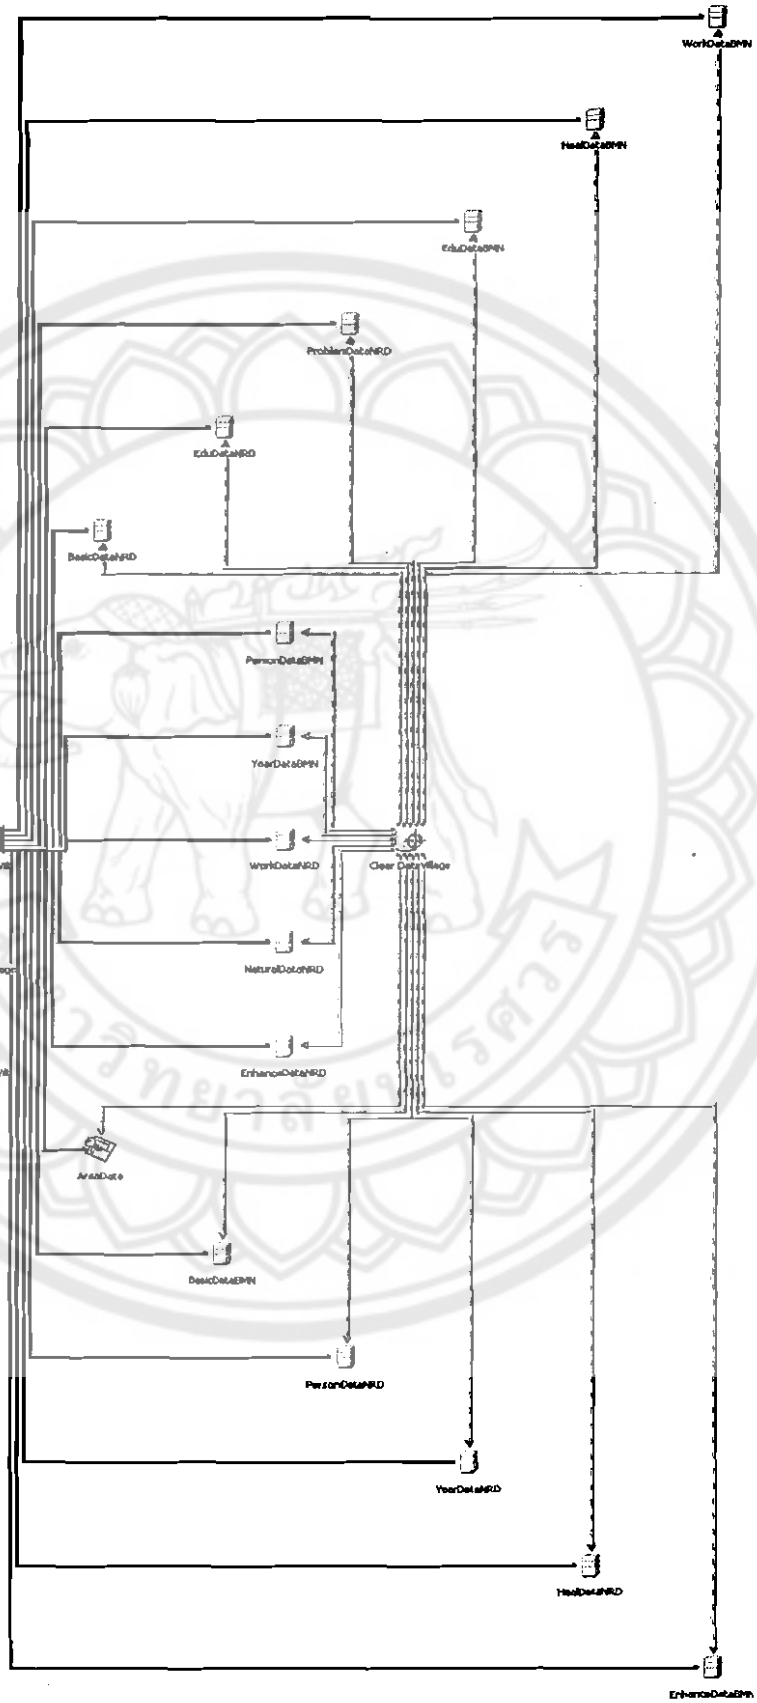 WorkDataBMN
HealDataBMN
EduDataBMN
ProblemDataNRD
EduDataNRD
BasicDataNRD
PersonDataBMN
YearDataBMN
WorkDataNRD
Clear DataVillage
NaturalDataNRD
EnhanceDataNRD
AreaData
BasicDataBMN
PersonDataNRD
YearDataNRD
HealDataNRD
EnhanceDataBMN